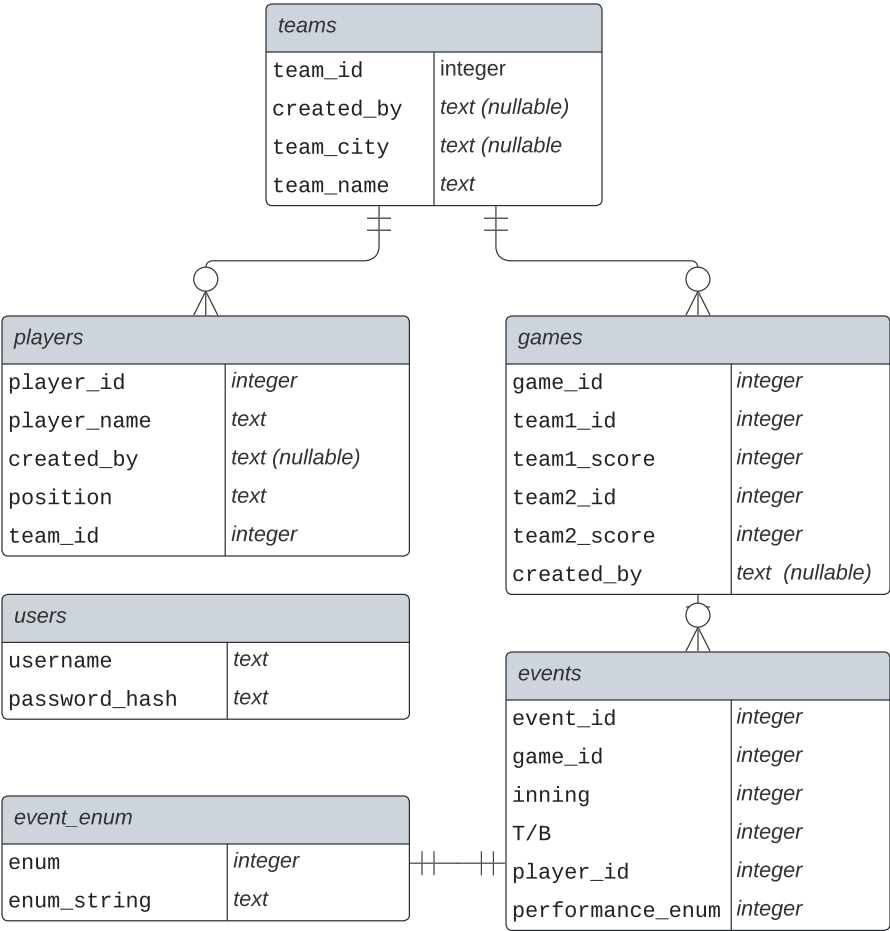 teams
team_id integer
created_by text (nullable)
team_city text (nullable
team_name text
players
player_id integer
player_name text
created_by text (nullable)
position text
team_id integer
games
game_id integer
team1_id integer
team1_score integer
team2_id integer
team2_score integer
created_by text (nullable)
users
username text
password_hash text
events
event_id integer
game_id integer
inning integer
T/B integer
player_id integer
performance_enum integer
event_enum
enum integer
enum_string text